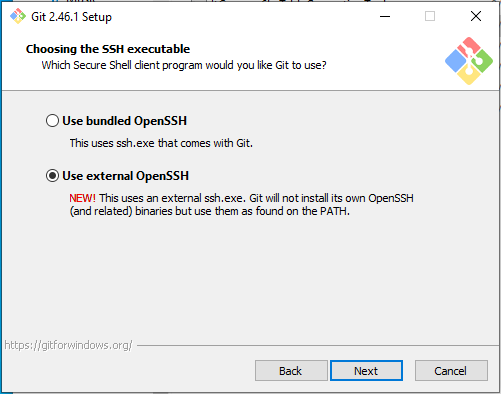 Git 2.46.1 Setup
Choosing the SSH executable
Which Secure Shell client program would you like Git to use?
Use bundled OpenSSH
This uses ssh.exe that comes with Git.
Use external OpenSSH
NEW! This uses an external ssh.exe. Git will not install its own OpenSSH
(and related) binaries but use them as found on the PATH.
https://gitforwindows.org/
Back
Next
Cancel